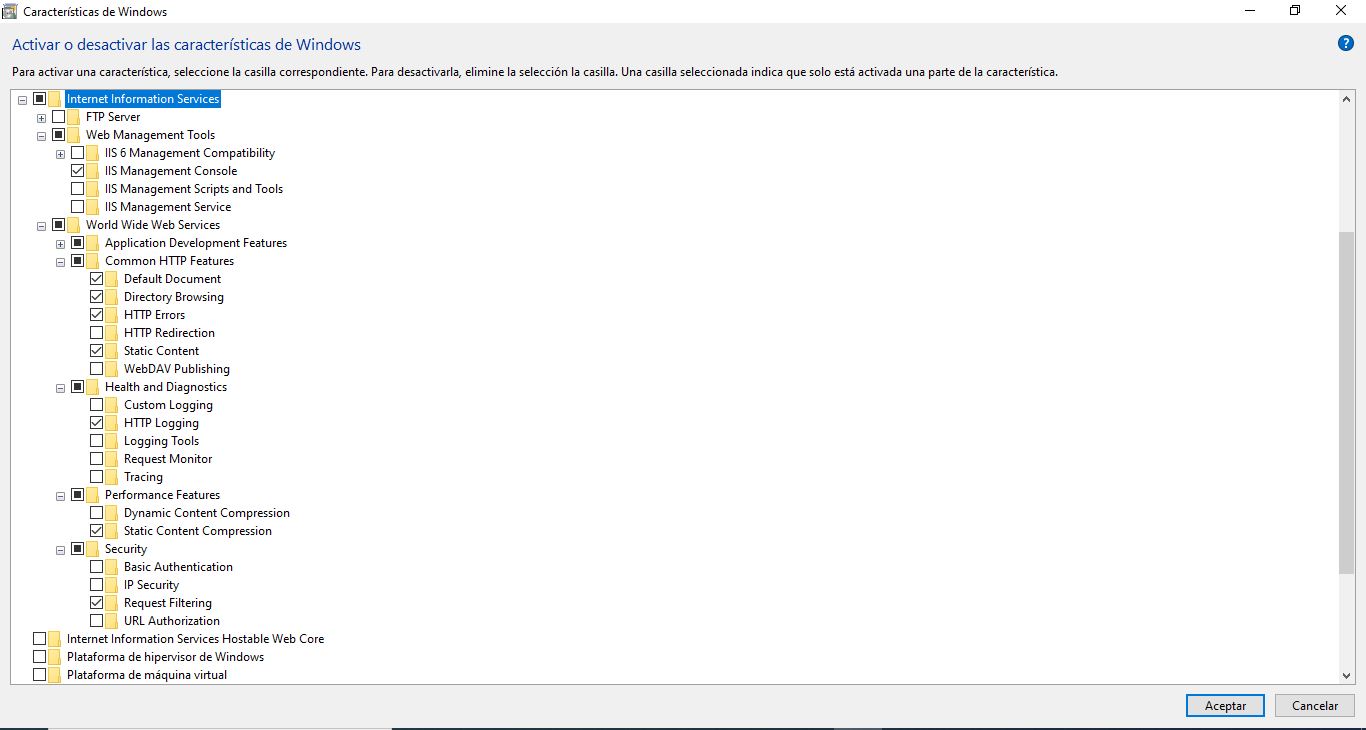 Características de Windows
Activar o desactivar las características de Windows
?
Para activar una característica, seleccione la casilla correspondiente. Para desactivarla, elimine la selección la casilla. Una casilla seleccionada indica que solo está activada una parte de la característica.
Internet Information Services
FTP Server
Web Management Tools
IIS 6 Management Compatibility
IIS Management Console
IIS Management Scripts and Tools
IIS Management Service
World Wide Web Services
Application Development Features
Common HTTP Features
Default Document
Directory Browsing
HTTP Errors
HTTP Redirection
Static Content
WebDAV Publishing
Health and Diagnostics
Custom Logging
HTTP Logging
Logging Tools
Request Monitor
Tracing
Performance Features
Dynamic Content Compression
Static Content Compression
Security
Basic Authentication
IP Security
Request Filtering
URL Authorization
Internet Information Services Hostable Web Core
Plataforma de hipervisor de Windows
Plataforma de máquina virtual
Aceptar
Cancelar